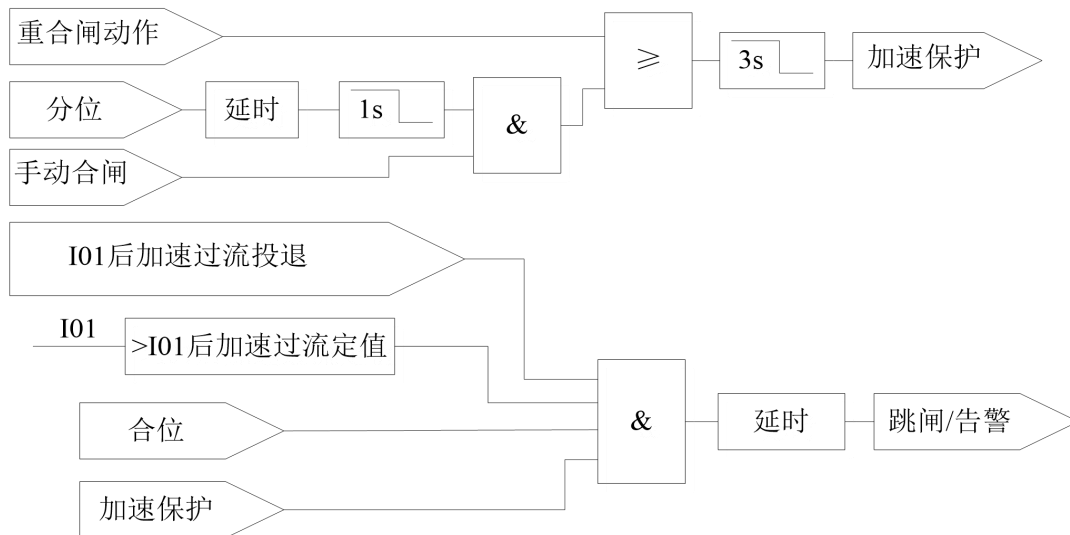 重合闸动作
≥
3s
加速保护
分位
延时
1s
&
手动合闸
I01后加速过流投退
I01
>I01后加速过流定值
&
延时
跳闸/告警
合位
加速保护